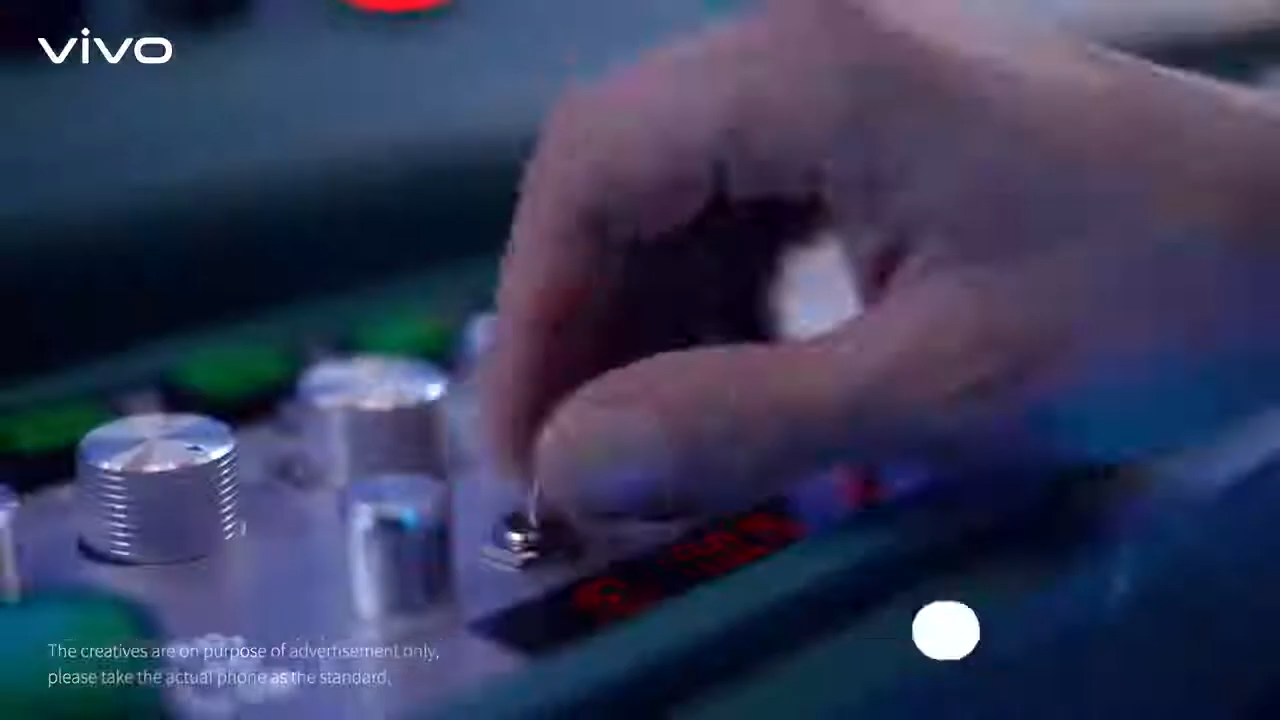 vivo
The creatives are on purpose of advertisement only,
please take the actual phone as the standard.